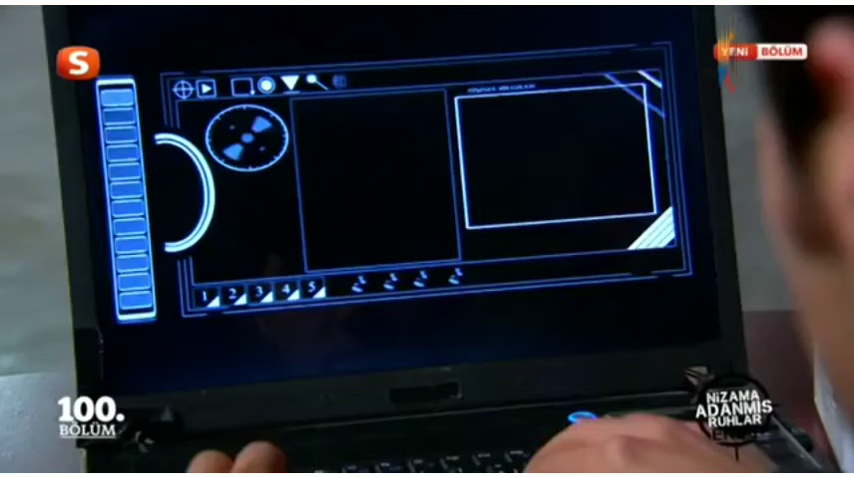 S
YENİ BÖLÜM
1 2 3 4 5
100.
BÖLÜM
NİZAMA
ADANMIŞ
RUHLAR